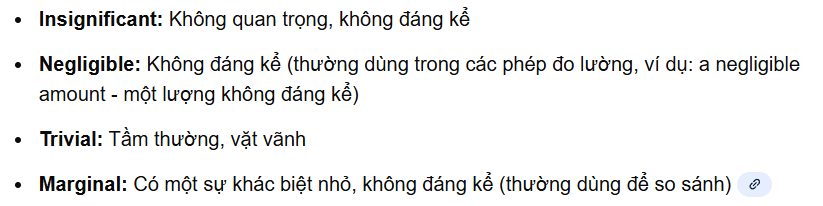 Insignificant: Không quan trọng, không đáng kể
Negligible: Không đáng kể (thường dùng trong các phép đo lường, ví dụ: a negligible
amount - một lượng không đáng kể)
Trivial: Tầm thường, vặt vãnh
Marginal: Có một sự khác biệt nhỏ, không đáng kể (thường dùng để so sánh)